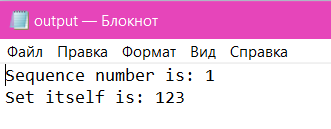 output — Блокнот
Файл Правка Формат Вид Справка
Sequence number is: 1
Set itself is: 123